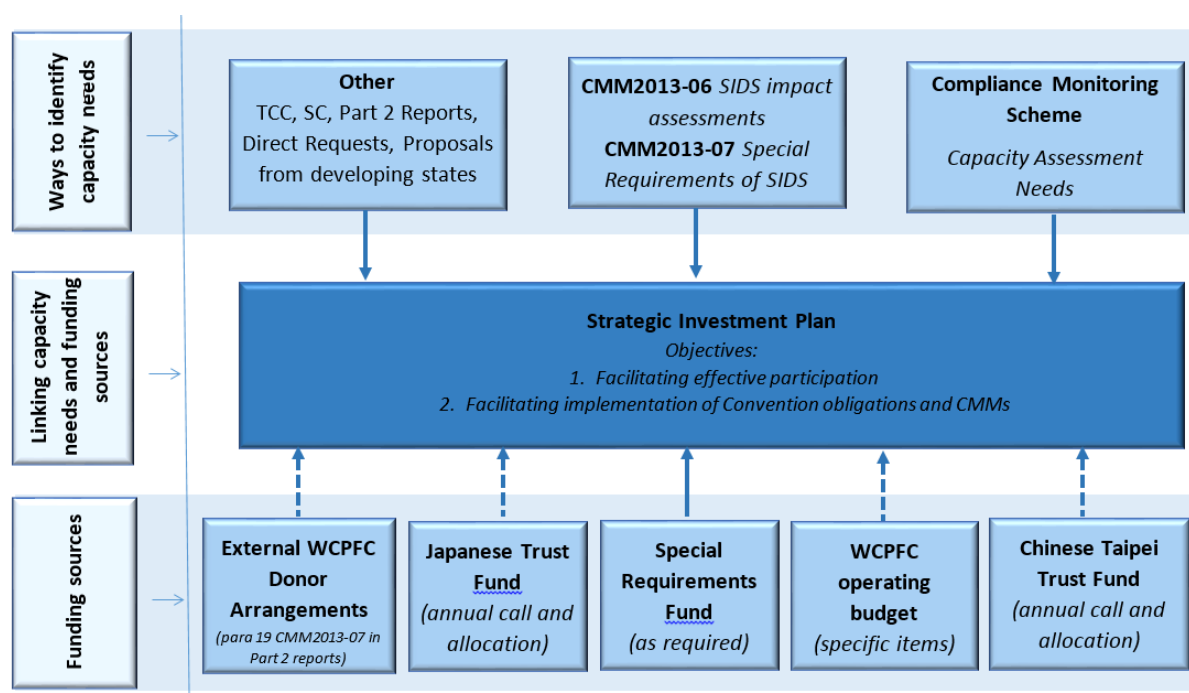 Ways to identify
capacity needs
Other
TCC, SC, Part 2 Reports,
Direct Requests, Proposals
from developing states
CMM2013-06 SIDS impact
assessments
CMM2013-07 Special
Requirements of SIDS
Compliance Monitoring
Scheme
Capacity Assessment
Needs
Linking capacity
needs and funding
sources
Strategic Investment Plan
Objectives:
1. Facilitating effective participation
2. Facilitating implementation of Convention obligations and CMMs
Funding sources
External WCPFC
Donor
Arrangements
(para 19 CMM2013-07 in
Part 2 reports)
Japanese Trust
Fund
(annual call and
allocation)
Special
Requirements
Fund
(as required)
WCPFC
operating
budget
(specific items)
Chinese Taipei
Trust Fund
(annual call and
allocation)